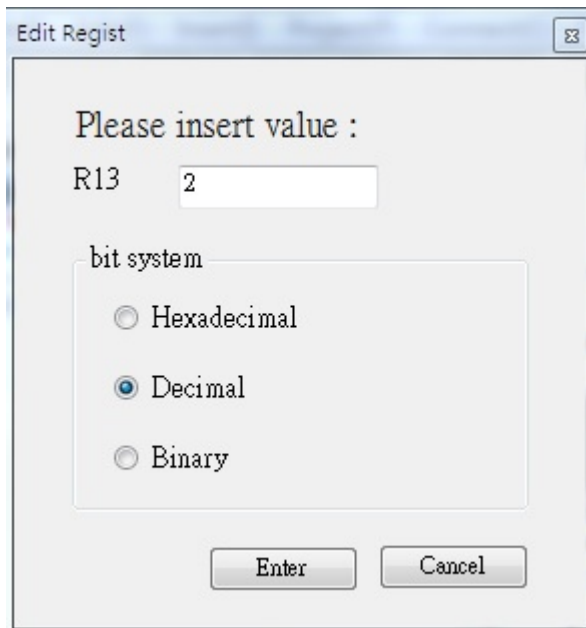 Edit Regist
Please insert value :
R13 2
bit system
Hexadecimal
Decimal
Binary
Enter Cancel